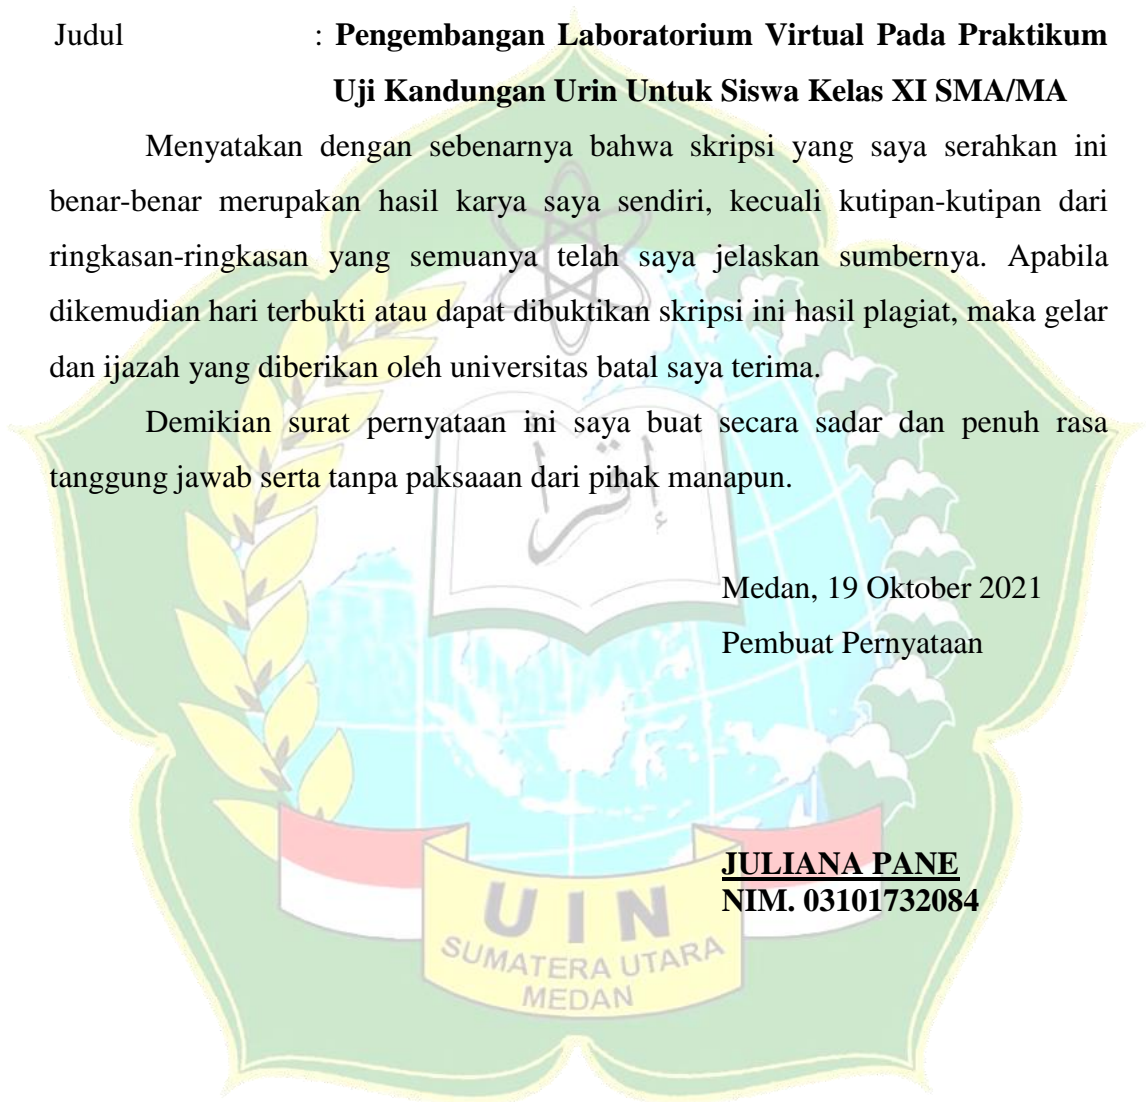 Judul : Pengembangan Laboratorium Virtual Pada Praktikum
Uji Kandungan Urin Untuk Siswa Kelas XI SMA/MA
Menyatakan dengan sebenarnya bahwa skripsi yang saya serahkan ini
benar-benar merupakan hasil karya saya sendiri, kecuali kutipan-kutipan dari
ringkasan-ringkasan yang semuanya telah saya jelaskan sumbernya. Apabila
dikemudian hari terbukti atau dapat dibuktikan skripsi ini hasil plagiat, maka gelar
dan ijazah yang diberikan oleh universitas batal saya terima.
Demikian surat pernyataan ini saya buat secara sadar dan penuh rasa
tanggung jawab serta tanpa paksaaan dari pihak manapun.
إقرأ
Medan, 19 Oktober 2021
Pembuat Pernyataan
JULIANA PANE
NIM. 03101732084
UIN
SUMATERA UTARA
MEDAN